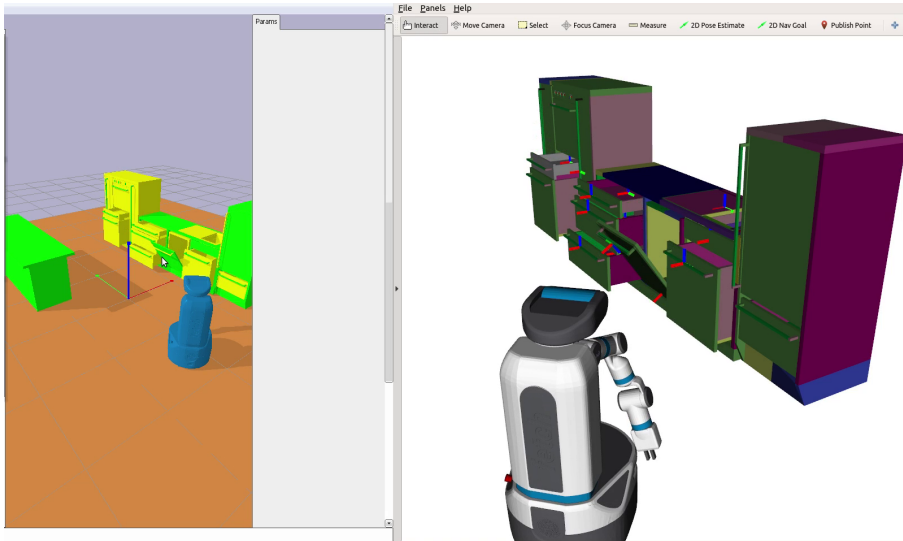 Params
File Panels Help
Interact Move Camera Select Focus Camera Measure 2D Pose Estimate 2D Nav Goal Publish Point